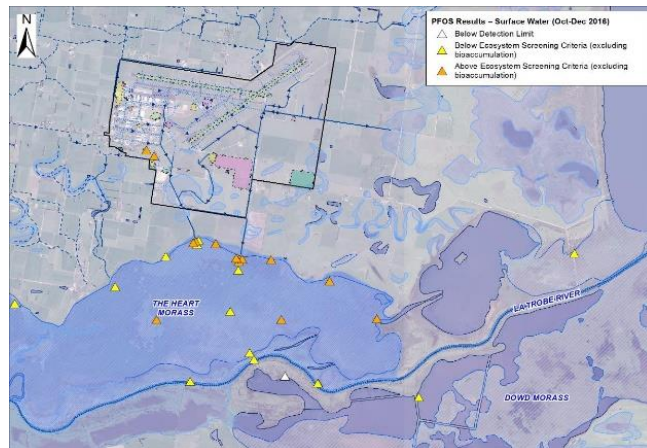 N
PFOS Results – Surface Water (Oct-Dec 2016)
Below Detection Limit
Below Ecosystem Screening Criteria (excluding
bioaccumulation)
Above Ecosystem Screening Criteria (excluding
bioaccumulation)
THE HEART
MORASS
LA TROBE RIVER
DOWD MORASS